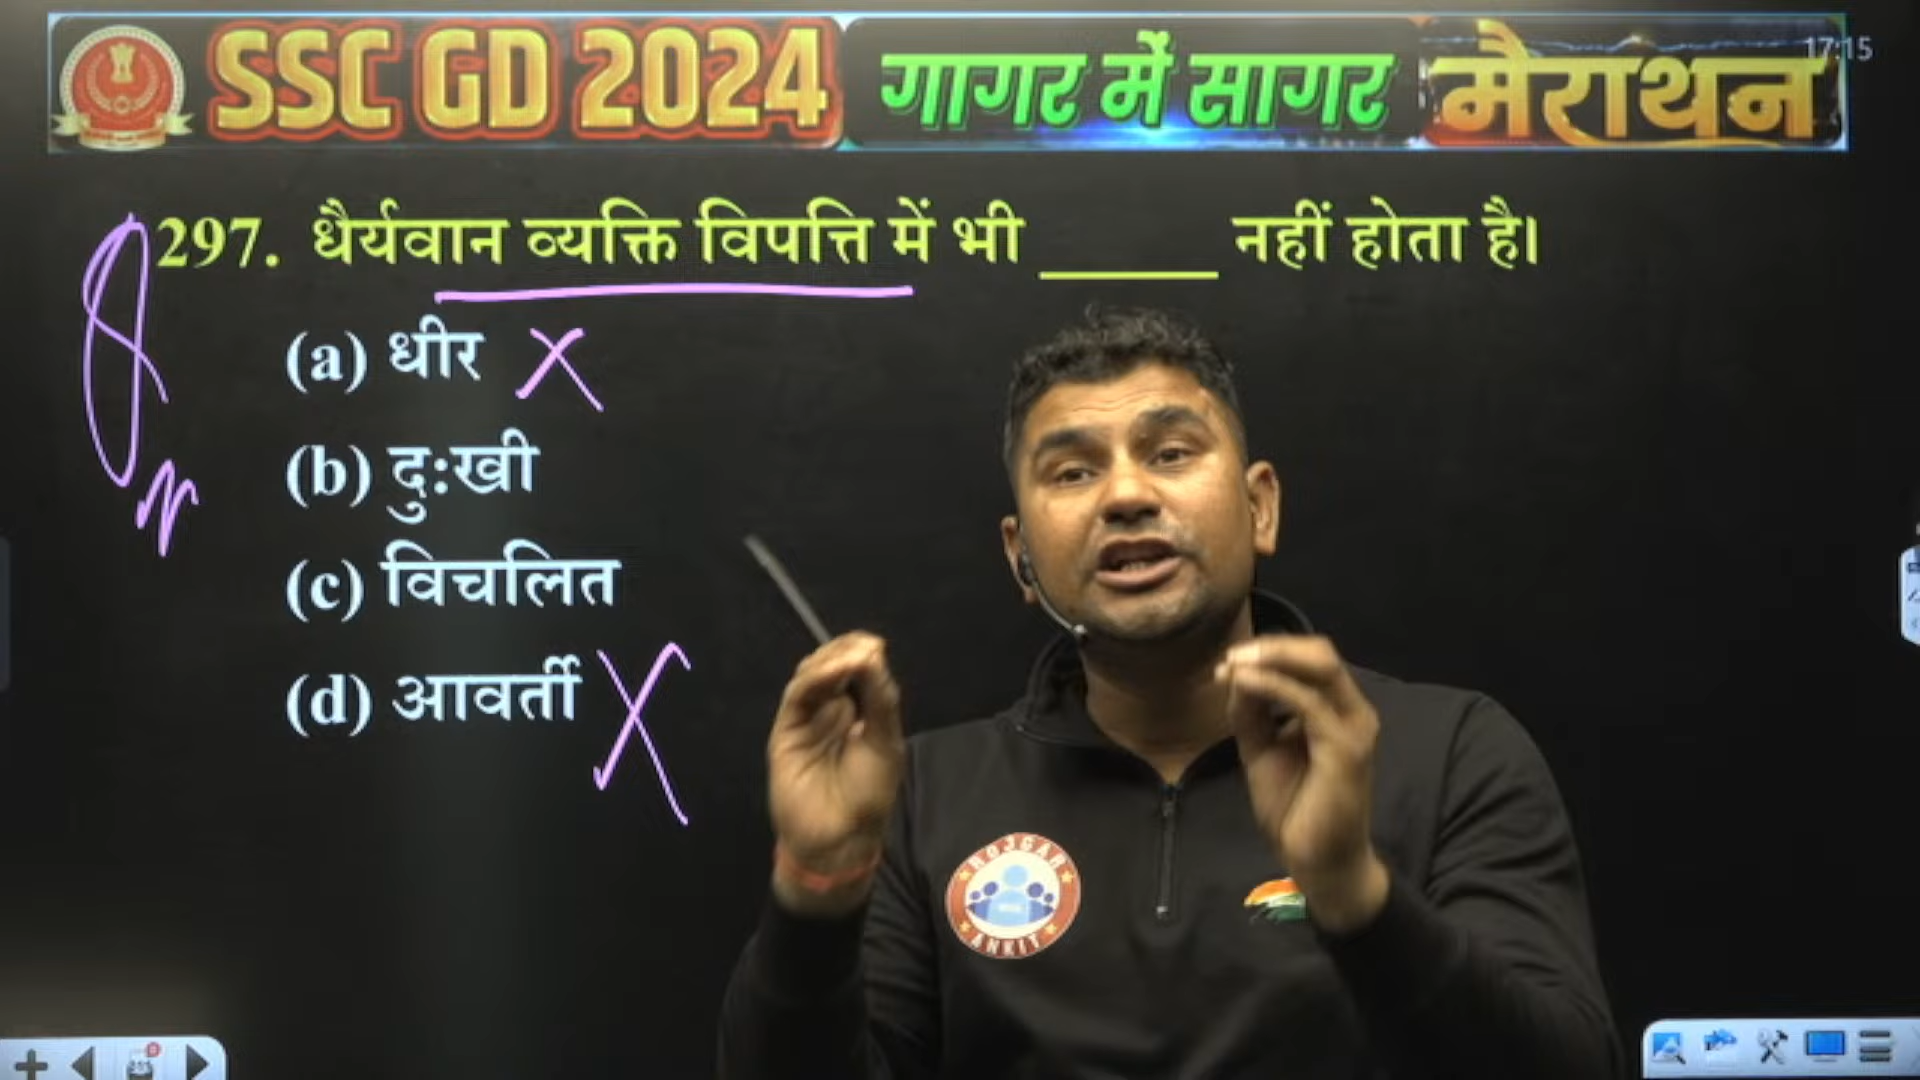 SSC GD 2024 गागर में सागर मैराथन
17:15
297. धैर्यवान व्यक्ति विपत्ति में भी _____ नहीं होता है।
(a) धीर
(b) दु:खी
(c) विचलित
(d) आवर्ती
ROJGAR
ANKIT